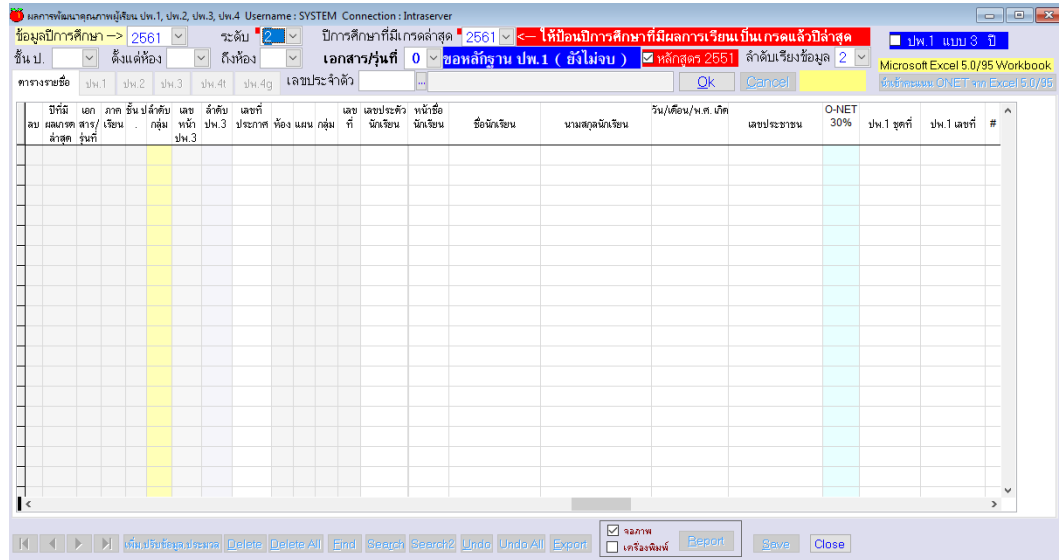 ผลการพัฒนาคุณภาพผู้เรียน ปพ.1, ปพ.2, ปพ.3, ปพ.4 Username : SYSTEM Connection : Intraserver
ข้อมูลปีการศึกษา --> 2561 ระดับ 2 ปีการศึกษาที่มีเกรดล่าสุด 2561 <-- ให้ป้อนปีการศึกษาที่มีผลการเรียนเป็นเกรดแล้วปีล่าสุด ปพ.1 แบบ 3 ปี
ชั้น ป. ตั้งแต่ห้อง ถึงห้อง เอกสาร/รุ่นที่ 0 ขอหลักฐาน ปพ.1 ( ยังไม่จบ ) หลักสูตร 2551 ลำดับเรียงข้อมูล 2 Microsoft Excel 5.0/95 Workbook
ตารางรายชื่อ ปพ.1 ปพ.2 ปพ.3 ปพ.4t ปพ.4g เลขประจำตัว ... Ok Cancel นำเข้าคะแนน ONET จาก Excel 5.0/95
ปีที่มี เอก ภาค ชั้น ป ลำดับ เลข ลำดับ เลขที่ เลข เลขประตัว หน้าชื่อ วัน/เดือน/พ.ศ. เกิด O-NET
ลบ ผลเกรด สาร/ เรียน . กลุ่ม หน้า ปพ.3 ประกาศ ห้อง แผน กลุ่ม ที่ นักเรียน นักเรียน ชื่อนักเรียน นามสกุลนักเรียน เลขประชาชน 30% ปพ.1 ชุดที่ ปพ.1 เลขที่ #
ล่าสุด รุ่นที่ ปพ.3
เพิ่ม,ปรับข้อมูล,ประมวล Delete Delete All Find Search Search2 Undo Undo All Export จอภาพ Report Save Close
เครื่องพิมพ์